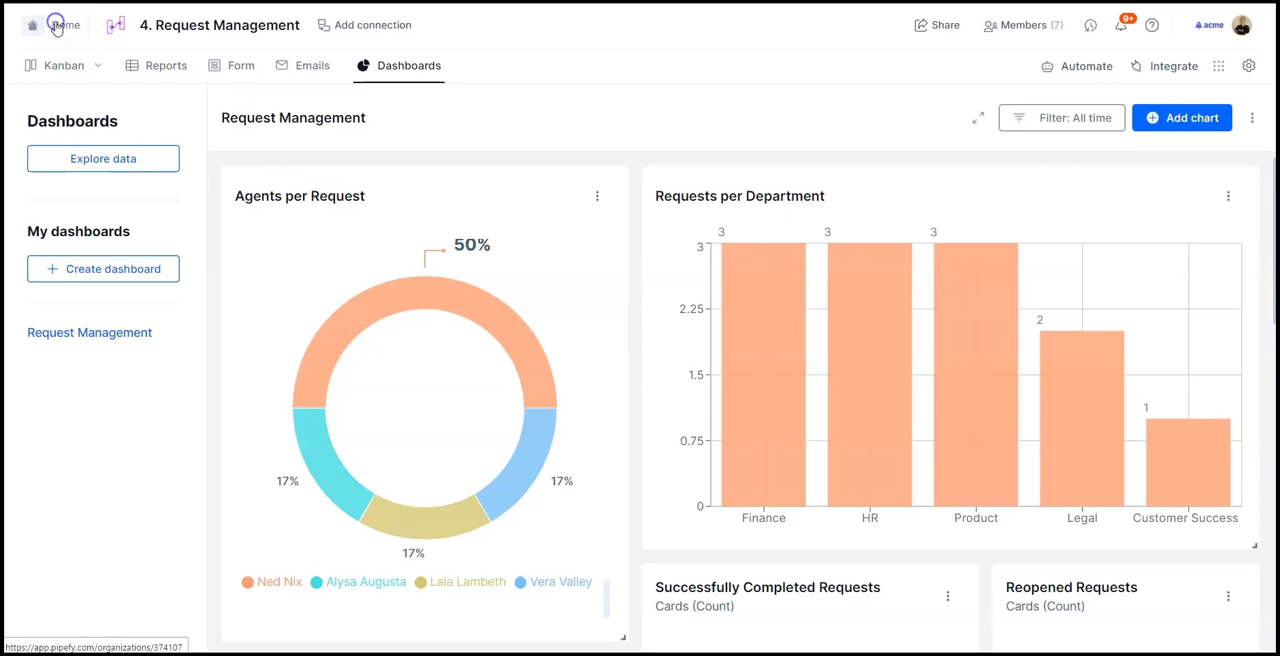 Home
4. Request Management
Add connection
Share
Members (7)
9+
acme
Kanban
Reports
Form
Emails
Dashboards
Automate
Integrate
Dashboards
Explore data
My dashboards
+ Create dashboard
Request Management
Request Management
Filter: All time
Add chart
Agents per Request
50%
17%
17%
17%
Ned Nix
Alysa Augusta
Lala Lambeth
Vera Valley
Requests per Department
3
3
3
3
2.25
2
1.5
1
0.75
0
Finance
HR
Product
Legal
Customer Success
Successfully Completed Requests
Cards (Count)
Reopened Requests
Cards (Count)
https://app.pipefy.com/organizations/374107